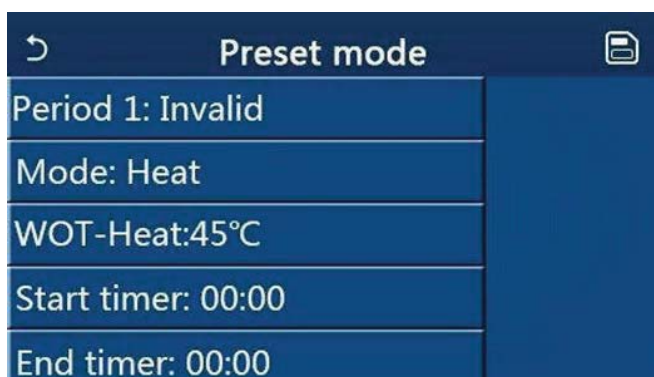 Preset mode
Period 1: Invalid
Mode: Heat
WOT-Heat:45℃
Start timer: 00:00
End timer: 00:00